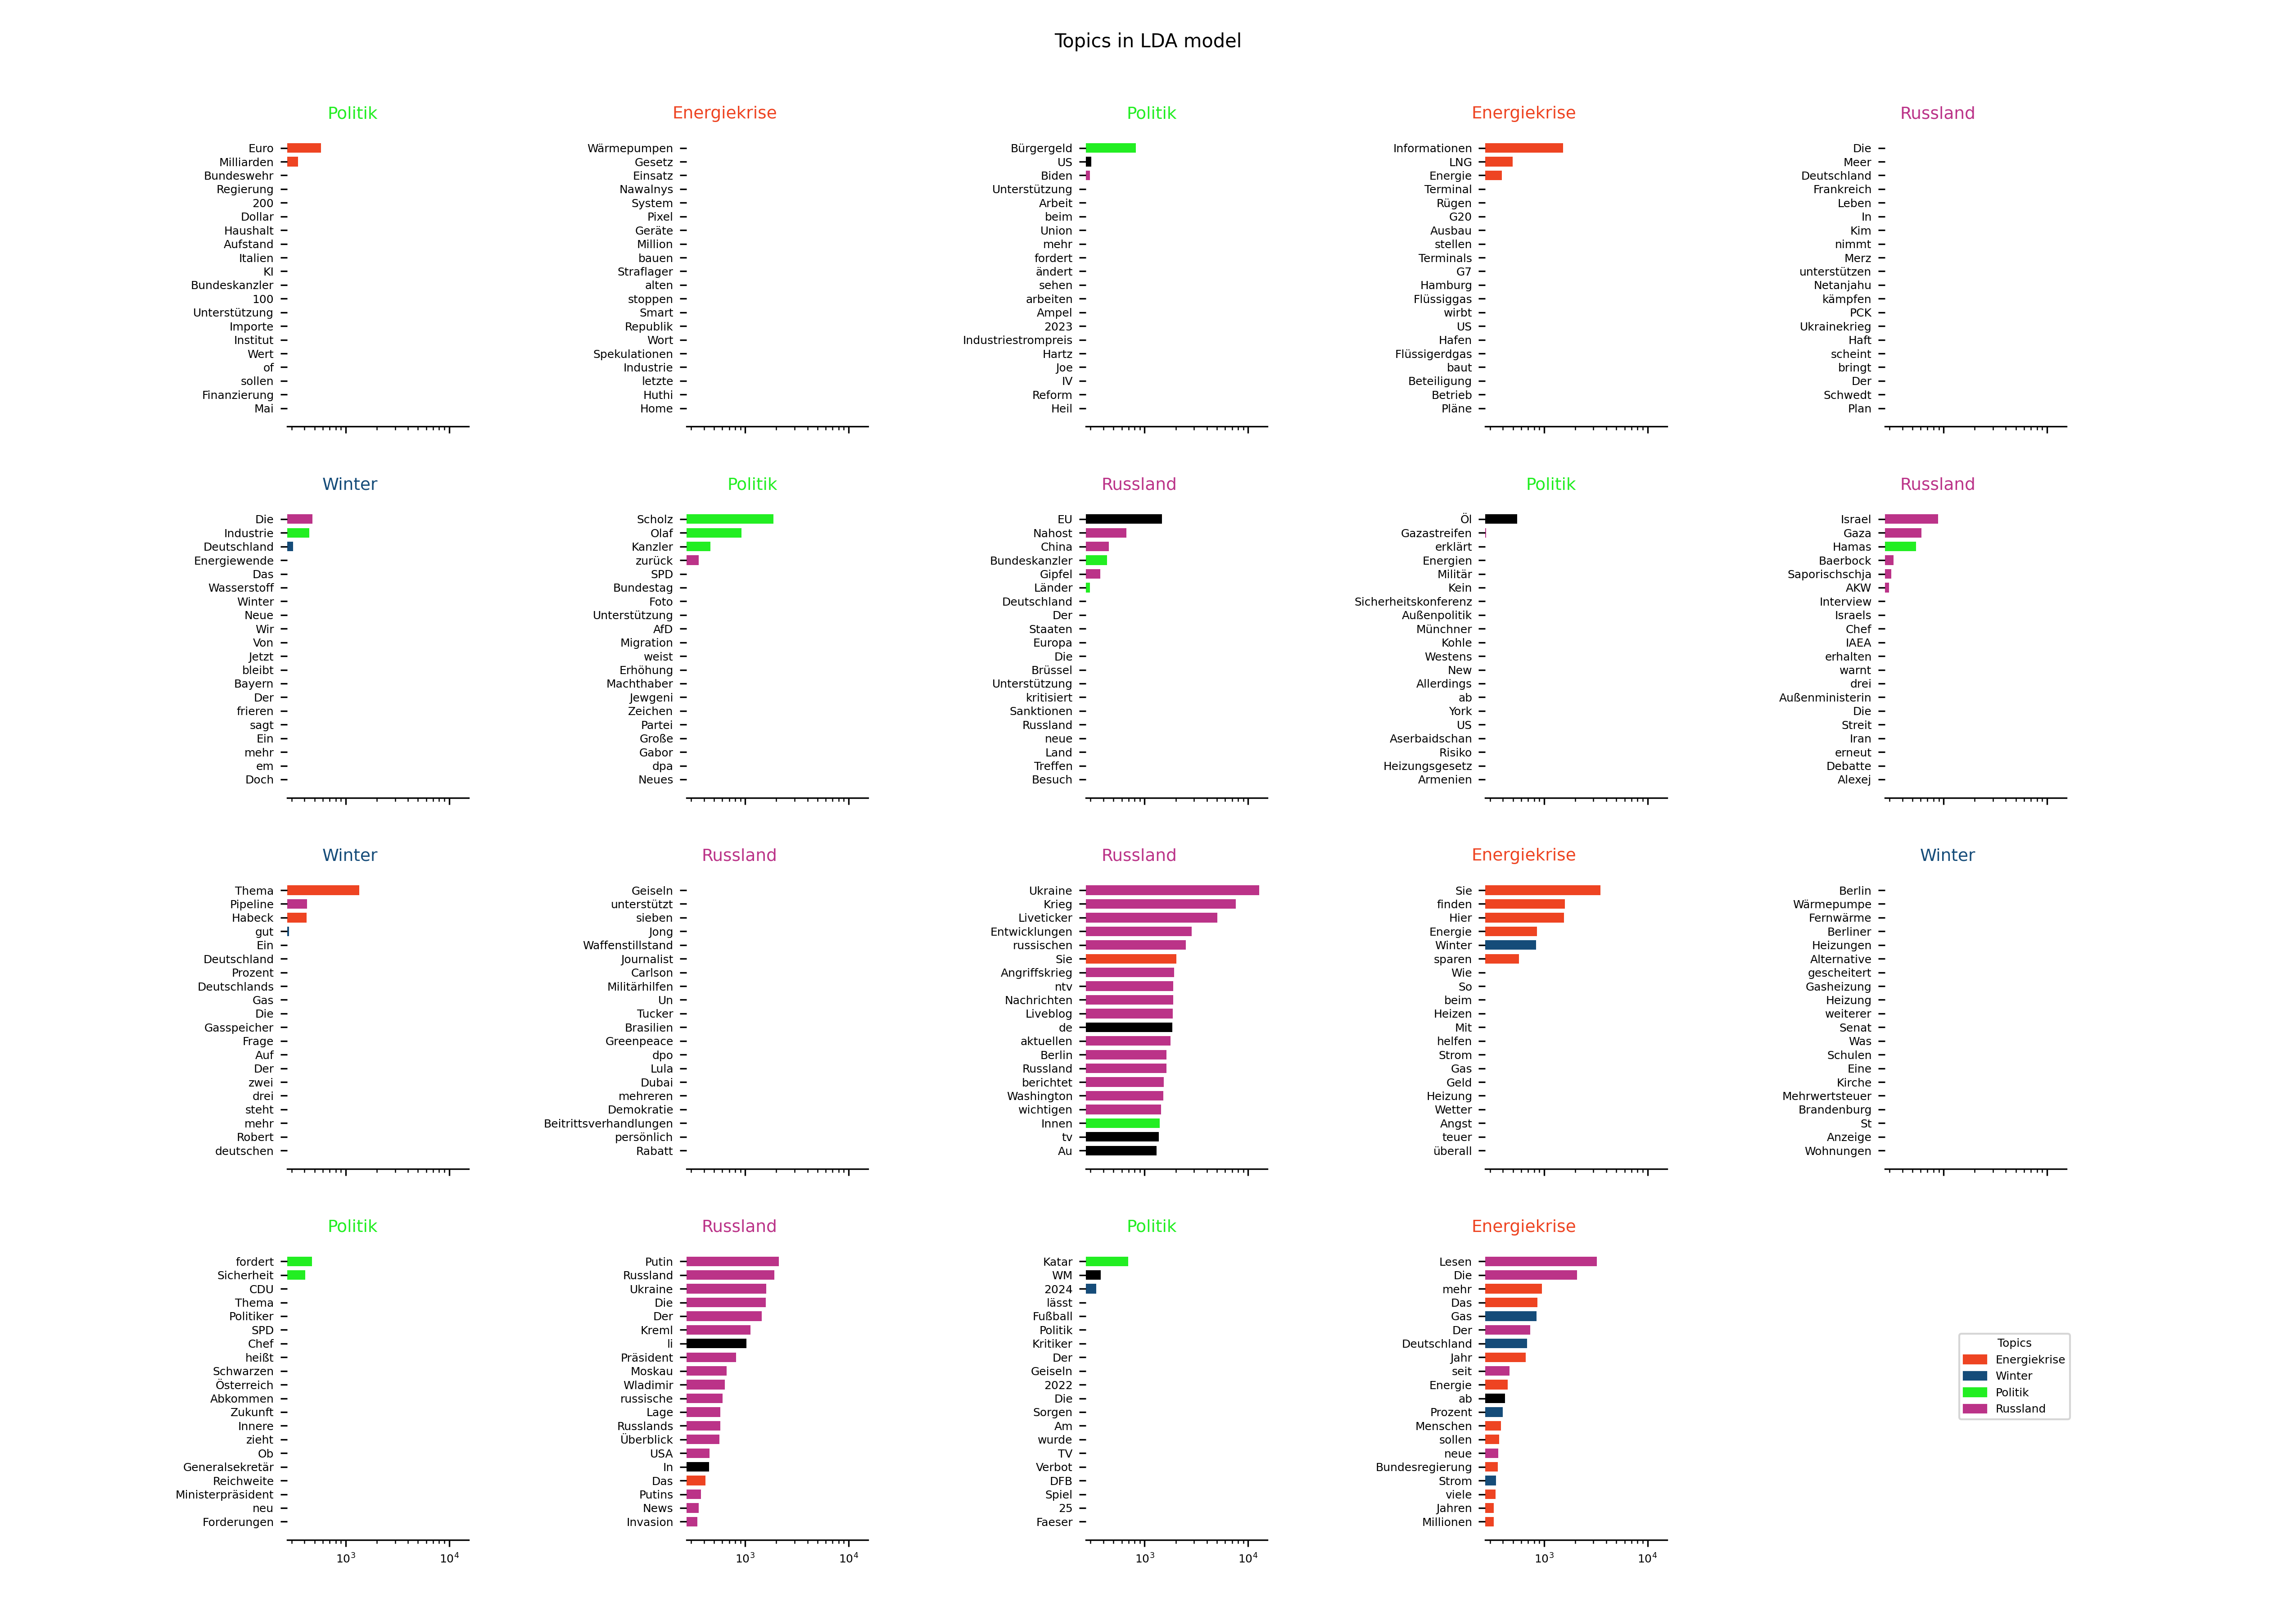 Topics in LDA model
Politik
Euro
Milliarden
Bundeswehr
Regierung
200
Dollar
Haushalt
Aufstand
Italien
KI
Bundeskanzler
100
Unterstützung
Importe
Institut
Wert
of
sollen
Finanzierung
Mai
Energiekrise
Wärmepumpen
Gesetz
Einsatz
Nawalnys
System
Pixel
Geräte
Million
bauen
Straflager
alten
stoppen
Smart
Republik
Wort
Spekulationen
Industrie
letzte
Huthi
Home
Politik
Bürgergeld
US
Biden
Unterstützung
Arbeit
beim
Union
mehr
fordert
ändert
sehen
arbeiten
Ampel
2023
Industriestrompreis
Hartz
Joe
IV
Reform
Heil
Energiekrise
Informationen
LNG
Energie
Terminal
Rügen
G20
Ausbau
stellen
Terminals
G7
Hamburg
Flüssiggas
wirbt
US
Hafen
Flüssigerdgas
baut
Beteiligung
Betrieb
Pläne
Russland
Die
Meer
Deutschland
Frankreich
Leben
In
Kim
nimmt
Merz
unterstützen
Netanjahu
kämpfen
PCK
Ukrainekrieg
Haft
scheint
bringt
Der
Schwedt
Plan
Winter
Die
Industrie
Deutschland
Energiewende
Das
Wasserstoff
Winter
Neue
Wir
Von
Jetzt
bleibt
Bayern
Der
frieren
sagt
Ein
mehr
em
Doch
Politik
Scholz
Olaf
Kanzler
zurück
SPD
Bundestag
Foto
Unterstützung
AfD
Migration
weist
Erhöhung
Machthaber
Jewgeni
Zeichen
Partei
Große
Gabor
dpa
Neues
Russland
EU
Nahost
China
Bundeskanzler
Gipfel
Länder
Deutschland
Der
Staaten
Europa
Die
Brüssel
Unterstützung
kritisiert
Sanktionen
Russland
neue
Land
Treffen
Besuch
Politik
Öl
Gazastreifen
erklärt
Energien
Militär
Kein
Sicherheitskonferenz
Außenpolitik
Münchner
Kohle
Westens
New
Allerdings
ab
York
US
Aserbaidschan
Risiko
Heizungsgesetz
Armenien
Russland
Israel
Gaza
Hamas
Baerbock
Saporischschja
AKW
Interview
Israels
Chef
IAEA
erhalten
warnt
drei
Außenministerin
Die
Streit
Iran
erneut
Debatte
Alexej
Winter
Thema
Pipeline
Habeck
gut
Ein
Deutschland
Prozent
Deutschlands
Gas
Die
Gasspeicher
Frage
Auf
Der
zwei
drei
steht
mehr
Robert
deutschen
Russland
Geiseln
unterstützt
sieben
Jong
Waffenstillstand
Journalist
Carlson
Militärhilfen
Un
Tucker
Brasilien
Greenpeace
dpo
Lula
Dubai
mehreren
Demokratie
Beitrittsverhandlungen
persönlich
Rabatt
Russland
Ukraine
Krieg
Liveticker
Entwicklungen
russischen
Sie
Angriffskrieg
ntv
Nachrichten
Liveblog
de
aktuellen
Berlin
Russland
berichtet
Washington
wichtigen
Innen
tv
Au
Energiekrise
Sie
finden
Hier
Energie
Winter
sparen
Wie
So
beim
Heizen
Mit
helfen
Strom
Gas
Geld
Heizung
Wetter
Angst
teuer
überall
Winter
Berlin
Wärmepumpe
Fernwärme
Berliner
Heizungen
Alternative
gescheitert
Gasheizung
Heizung
weiterer
Senat
Was
Schulen
Eine
Kirche
Mehrwertsteuer
Brandenburg
St
Anzeige
Wohnungen
Politik
fordert
Sicherheit
CDU
Thema
Politiker
SPD
Chef
heißt
Schwarzen
Österreich
Abkommen
Zukunft
Innere
zieht
Ob
Generalsekretär
Reichweite
Ministerpräsident
neu
Forderungen
10³ 10⁴
Russland
Putin
Russland
Ukraine
Die
Der
Kreml
li
Präsident
Moskau
Wladimir
russische
Lage
Russlands
Überblick
USA
In
Das
Putins
News
Invasion
10³ 10⁴
Politik
Katar
WM
2024
lässt
Fußball
Politik
Kritiker
Der
Geiseln
2022
Die
Sorgen
Am
wurde
TV
Verbot
DFB
Spiel
25
Faeser
10³ 10⁴
Energiekrise
Lesen
Die
mehr
Das
Gas
Der
Deutschland
Jahr
seit
Energie
ab
Prozent
Menschen
sollen
neue
Bundesregierung
Strom
viele
Jahren
Millionen
10³ 10⁴
Topics
Energiekrise
Winter
Politik
Russland